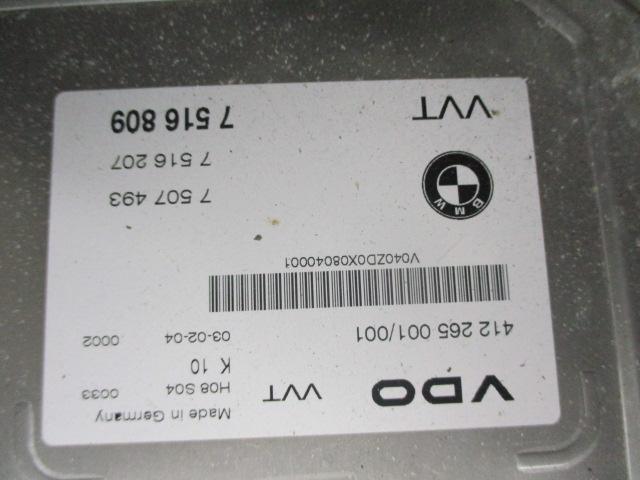 Made in Germany
VDO VVT H08 S04 0033
K 10
412 265 001/001 03-02-04 0002
V040ZD0X08040001
BMW
7 507 493
7 516 207
VVT 7 516 809